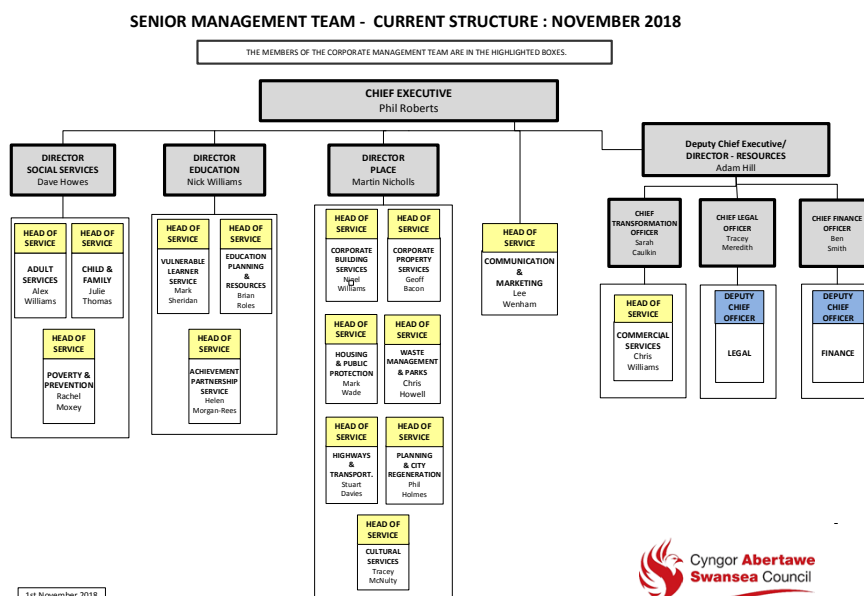 SENIOR MANAGEMENT TEAM - CURRENT STRUCTURE : NOVEMBER 2018
THE MEMBERS OF THE CORPORATE MANAGEMENT TEAM ARE IN THE HIGHLIGHTED BOXES.
CHIEF EXECUTIVE
Phil Roberts
DIRECTOR
SOCIAL SERVICES
Dave Howes
DIRECTOR
EDUCATION
Nick Williams
DIRECTOR
PLACE
Martin Nicholls
Deputy Chief Executive/
DIRECTOR - RESOURCES
Adam Hill
HEAD OF
SERVICE
ADULT
SERVICES
Alex
Williams
HEAD OF
SERVICE
CHILD &
FAMILY
Julie
Thomas
HEAD OF
SERVICE
POVERTY &
PREVENTION
Rachel
Moxey
HEAD OF
SERVICE
VULNERABLE
LEARNER
SERVICE
Mark
Sheridan
HEAD OF
SERVICE
EDUCATION
PLANNING
&
RESOURCES
Brian
Roles
HEAD OF
SERVICE
ACHIEVEMENT
PARTNERSHIP
SERVICE
Helen
Morgan-Rees
HEAD OF
SERVICE
CORPORATE
BUILDING
SERVICES
Nigel
Williams
HEAD OF
SERVICE
CORPORATE
PROPERTY
SERVICES
Geoff
Bacon
HEAD OF
SERVICE
HOUSING
& PUBLIC
PROTECTION
Mark
Wade
HEAD OF
SERVICE
WASTE
MANAGEMENT
& PARKS
Chris
Howell
HEAD OF
SERVICE
HIGHWAYS
&
TRANSPORT.
Stuart
Davies
HEAD OF
SERVICE
PLANNING
& CITY
REGENERATION
Phil
Holmes
HEAD OF
SERVICE
CULTURAL
SERVICES
Tracey
McNulty
HEAD OF
SERVICE
COMMUNICATION
&
MARKETING
Lee
Wenham
CHIEF
TRANSFORMATION
OFFICER
Sarah
Caulkin
CHIEF LEGAL
OFFICER
Tracey
Meredith
CHIEF FINANCE
OFFICER
Ben
Smith
HEAD OF
SERVICE
COMMERCIAL
SERVICES
Chris
Williams
DEPUTY
CHIEF
OFFICER
LEGAL
DEPUTY
CHIEF
OFFICER
FINANCE
1st November 2018
Cyngor Abertawe
Swansea Council